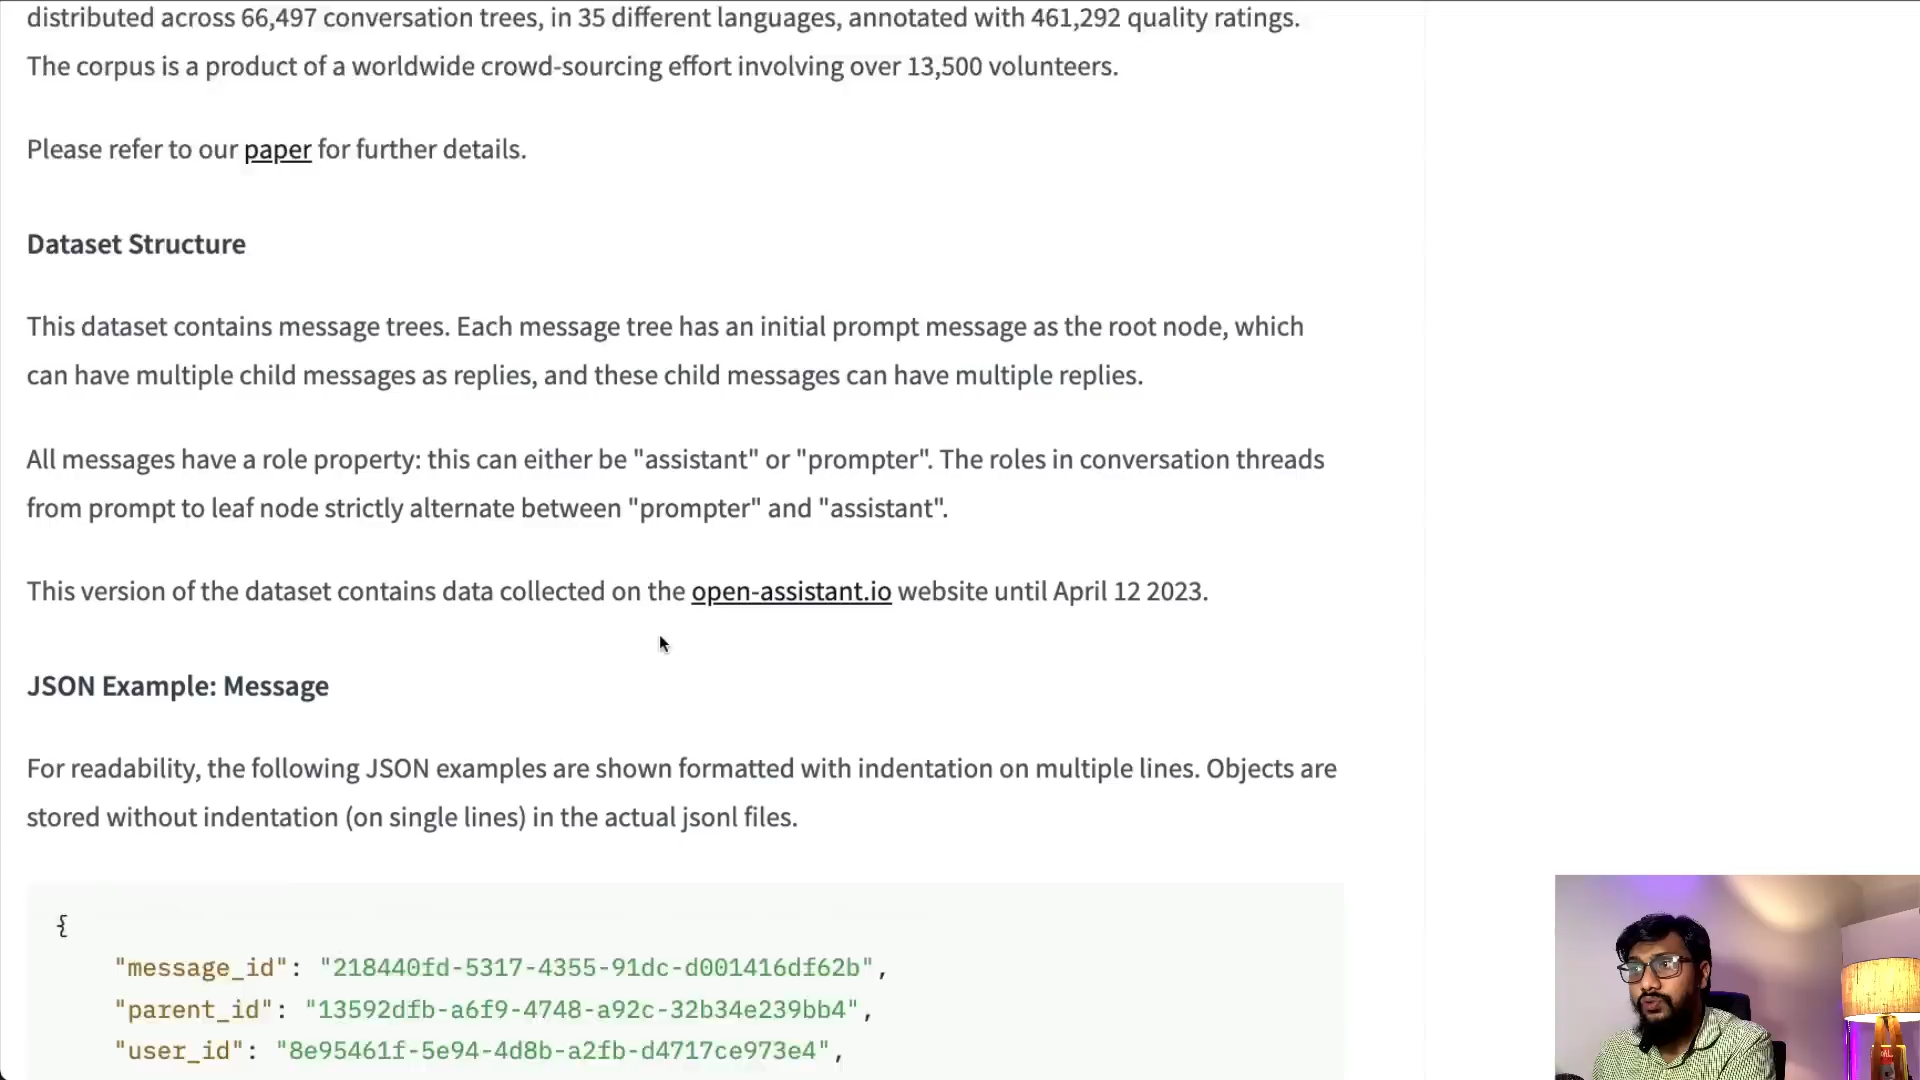 distributed across 66,497 conversation trees, in 35 different languages, annotated with 461,292 quality ratings.
The corpus is a product of a worldwide crowd-sourcing effort involving over 13,500 volunteers.
Please refer to our paper for further details.
Dataset Structure
This dataset contains message trees. Each message tree has an initial prompt message as the root node, which
can have multiple child messages as replies, and these child messages can have multiple replies.
All messages have a role property: this can either be "assistant" or "prompter". The roles in conversation threads
from prompt to leaf node strictly alternate between "prompter" and "assistant".
This version of the dataset contains data collected on the open-assistant.io website until April 12 2023.
JSON Example: Message
For readability, the following JSON examples are shown formatted with indentation on multiple lines. Objects are
stored without indentation (on single lines) in the actual jsonl files.
{
"message_id": "218440fd-5317-4355-91dc-d001416df62b",
"parent_id": "13592dfb-a6f9-4748-a92c-32b34e239bb4",
"user_id": "8e95461f-5e94-4d8b-a2fb-d4717ce973e4",